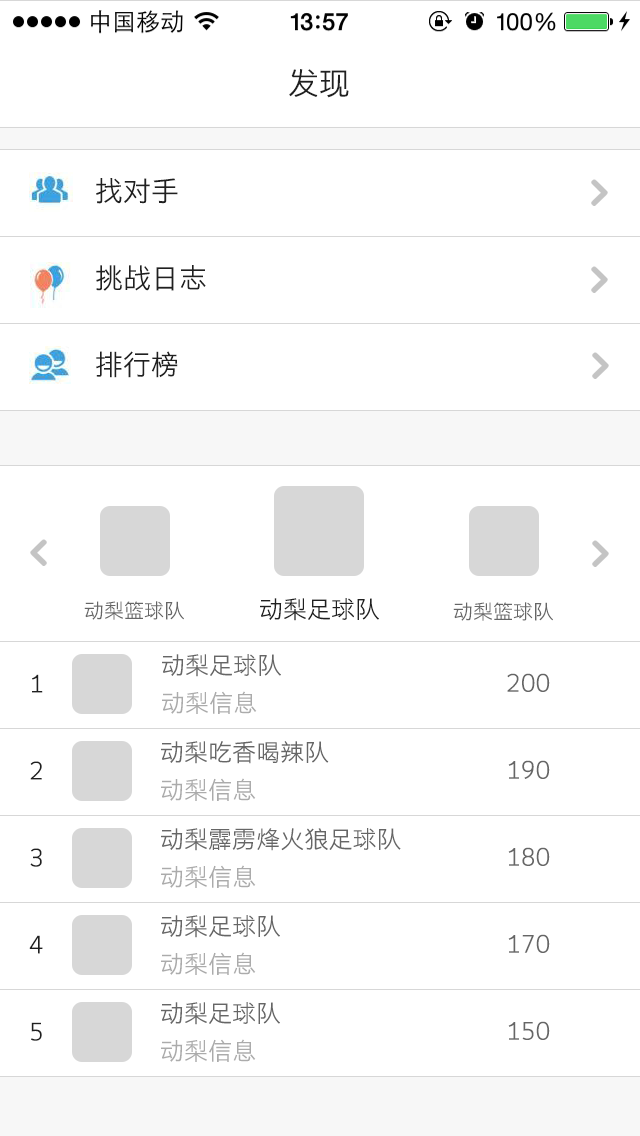 中国移动 13:57 100%
发现
找对手
挑战日志
排行榜
动梨篮球队 动梨足球队 动梨篮球队
1 动梨足球队 200
动梨信息
2 动梨吃香喝辣队 190
动梨信息
3 动梨霹雳烽火狼足球队 180
动梨信息
4 动梨足球队 170
动梨信息
5 动梨足球队 150
动梨信息